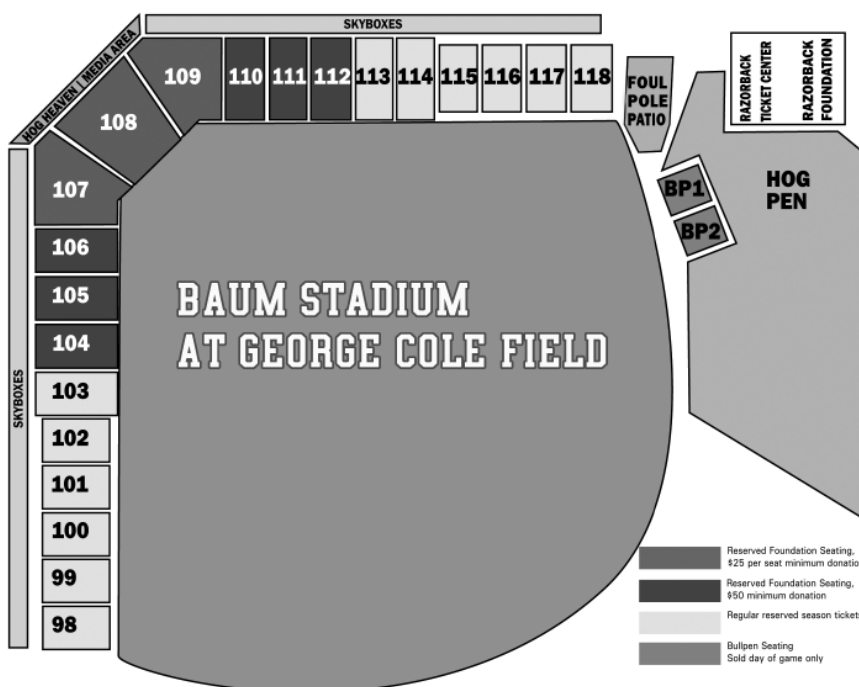 SKYBOXES
HOG HEAVEN | MEDIA AREA
109
110
111
112
113
114
115
116
117
118
108
107
106
105
104
103
102
101
100
99
98
SKYBOXES
FOUL
POLE
PATIO
RAZORBACK
TICKET CENTER
RAZORBACK
FOUNDATION
BP1
BP2
HOG
PEN
BAUM STADIUM
AT GEORGE COLE FIELD
Reserved Foundation Seating,
$25 per seat minimum donatio
Reserved Foundation Seating,
$50 minimum donation
Regular reserved season tickets
Bullpen Seating
Sold day of game only